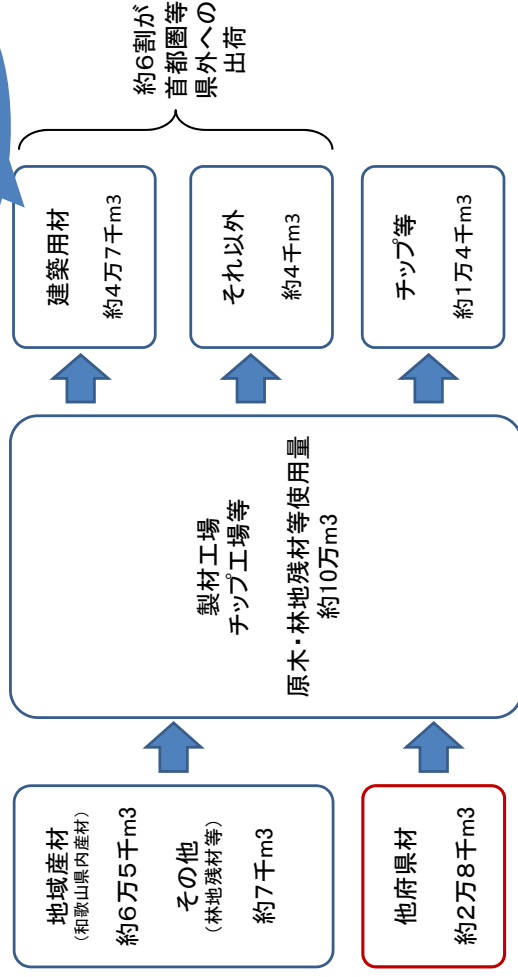 地域産材
(和歌山県内産材)
約6万5千m3
その他
(林地残材等)
約7千m3
他府県材
約2万8千m3
製材工場
チップ工場等
原木・林地残材等使用量
約10万m3
建築用材
約4万7千m3
それ以外
約4千m3
チップ等
約1万4千m3
約6割が
首都圏等
県外への
出荷